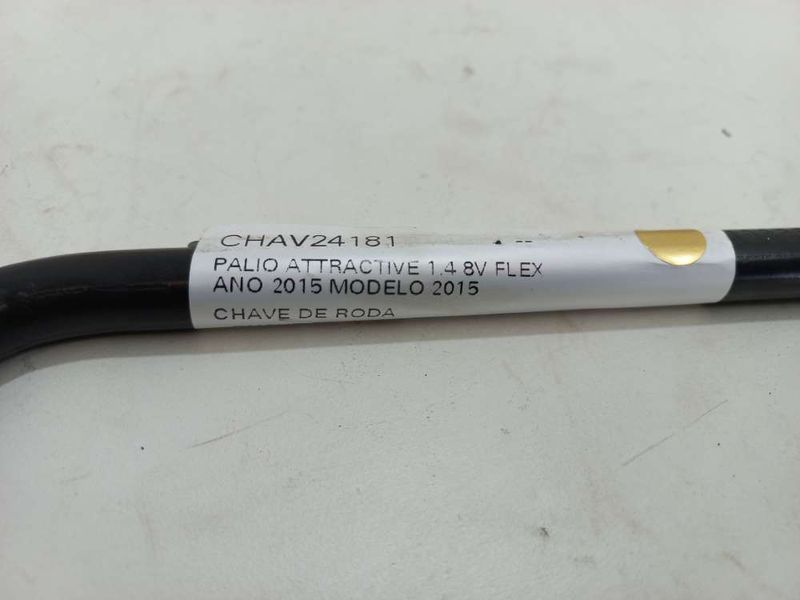 CHAV24181
PALIO ATTRACTIVE 1.4 8V FLEX
ANO 2015 MODELO 2015
CHAVE DE RODA